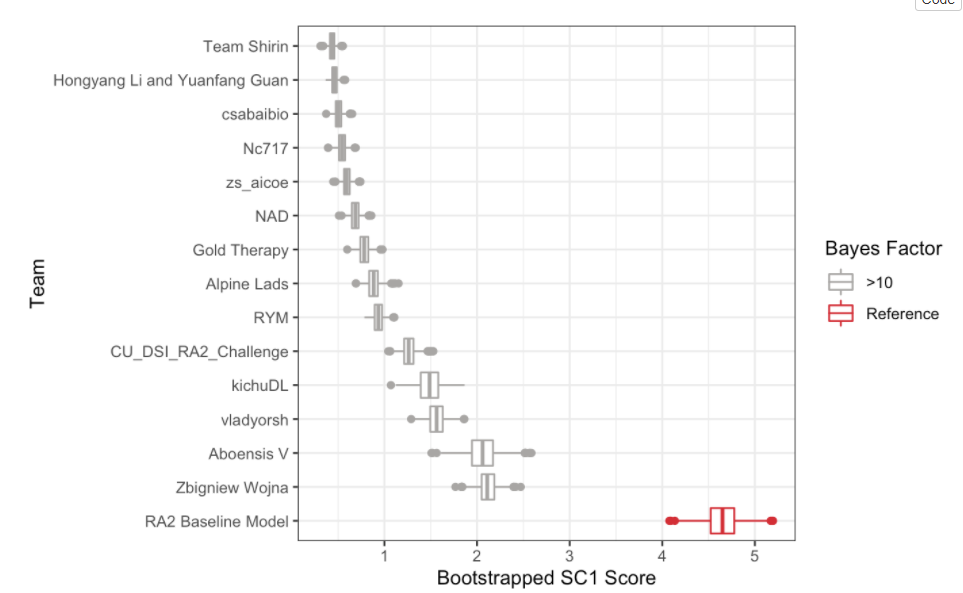 Code
Team Shirin
Hongyang Li and Yuanfang Guan
csabaibio
Nc717
zs_aicoe
NAD
Gold Therapy
Alpine Lads
RYM
CU_DSI_RA2_Challenge
kichuDL
vladyorsh
Aboensis V
Zbigniew Wojna
RA2 Baseline Model
Team
1 2 3 4 5
Bootstrapped SC1 Score
Bayes Factor
>10
Reference